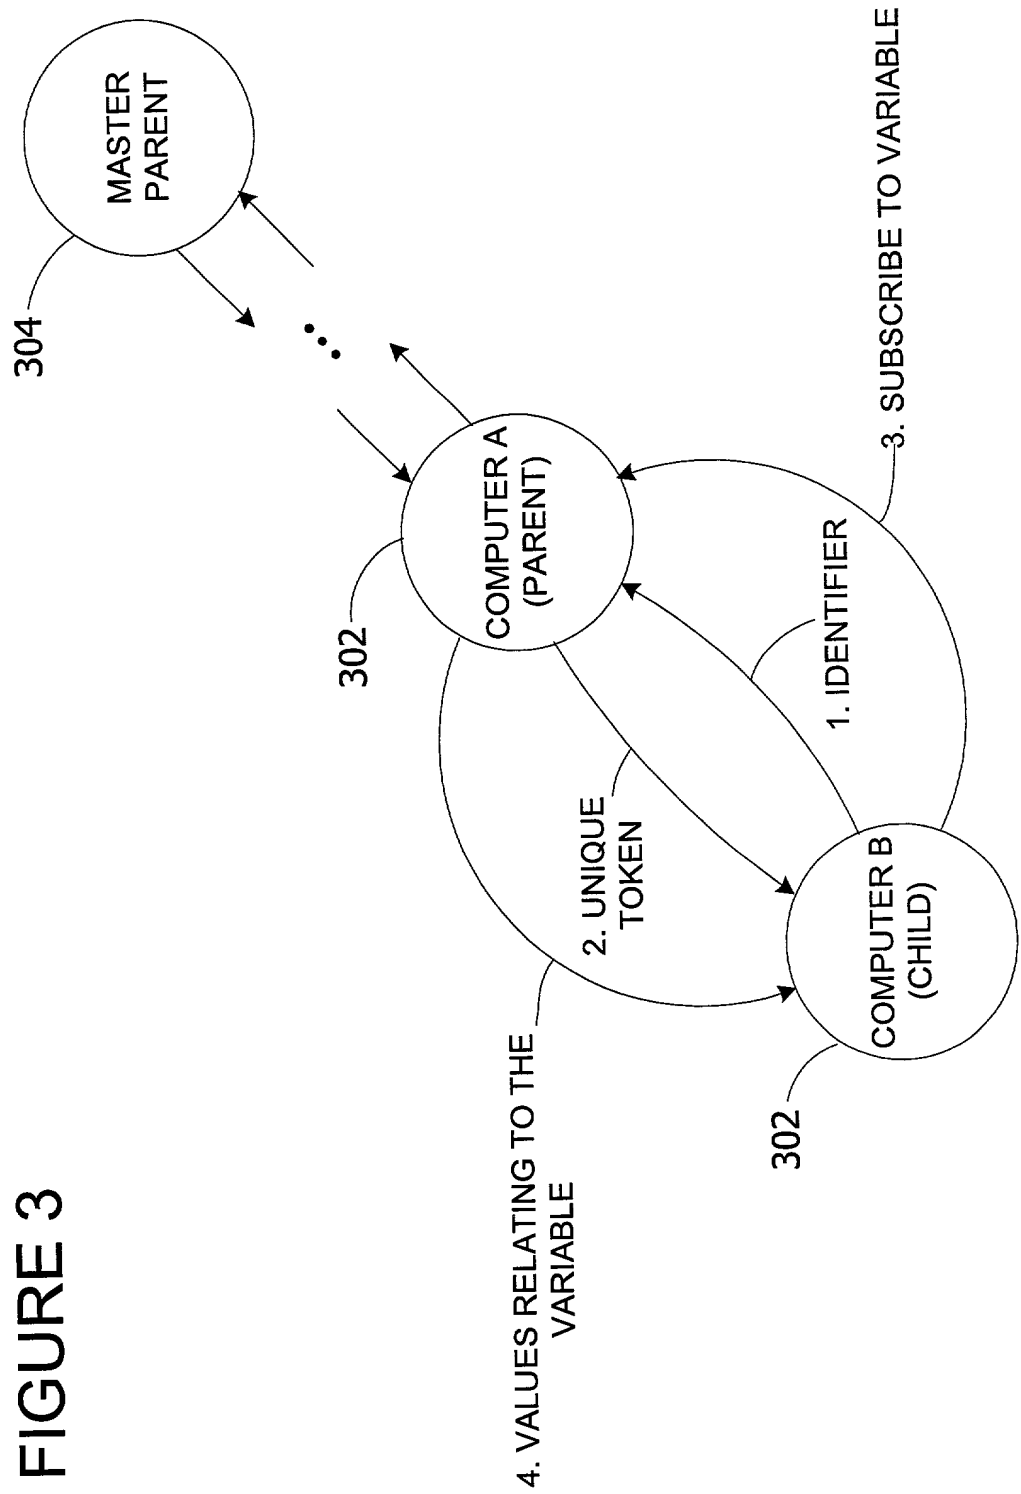 FIGURE 3
4. VALUES RELATING TO THE
VARIABLE
302
COMPUTER B
(CHILD)
2. UNIQUE
TOKEN
1. IDENTIFIER
302
COMPUTER A
(PARENT)
3. SUBSCRIBE TO VARIABLE
304
MASTER
PARENT